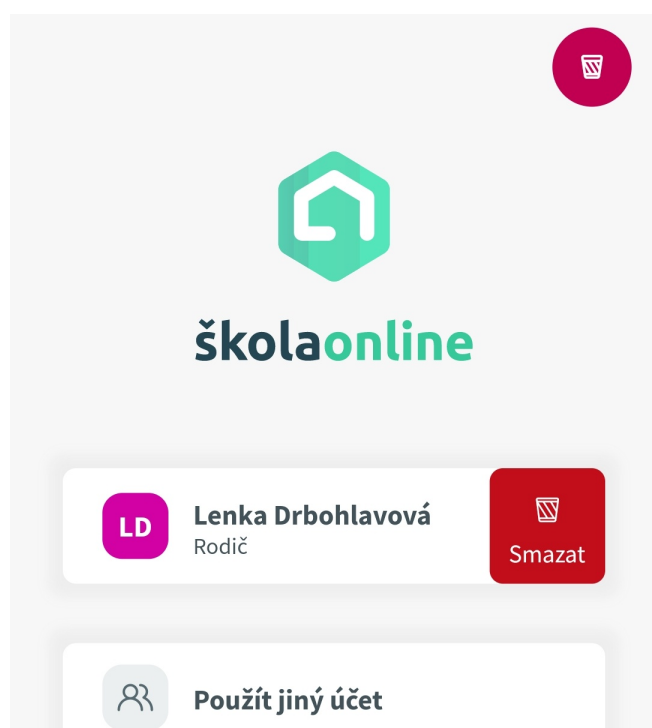 školaonline
LD
Lenka Drbohlavová
Rodič
Smazat
Použít jiný účet